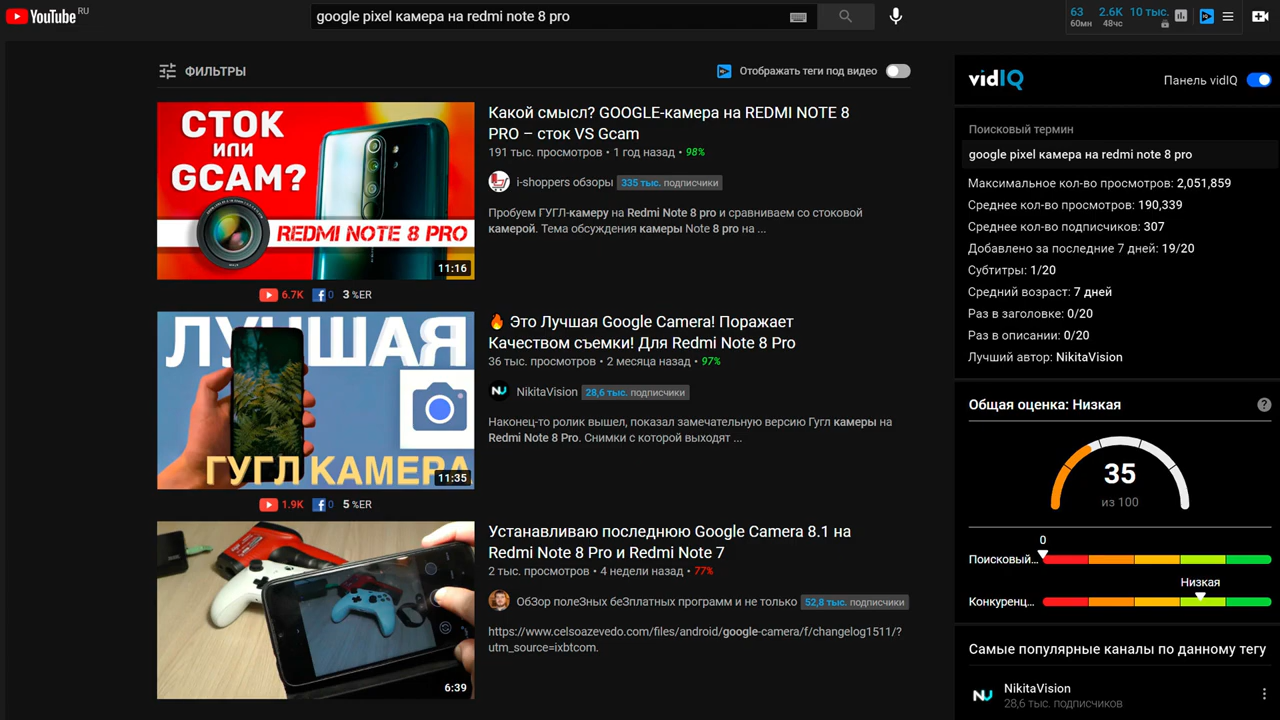 YouTube RU
google pixel камера на redmi note 8 pro
63 2.6K 10 тыс.
60мн 48чс
ФИЛЬТРЫ
Отображать теги под видео
СТОК
ИЛИ
GCAM?
REDMI NOTE 8 PRO
11:16
6.7K 0 3 %ER
Какой смысл? GOOGLE-камера на REDMI NOTE 8
PRO – сток VS Gcam
191 тыс. просмотров • 1 год назад • 98%
i-shoppers обзоры 335 тыс. подписчики
Пробуем ГУГЛ-камеру на Redmi Note 8 pro и сравниваем со стоковой
камерой. Тема обсуждения камеры Note 8 pro на ...
ЛУЧШАЯ
ГУГЛ КАМЕРА
11:35
1.9K 0 5 %ER
🔥 Это Лучшая Google Camera! Поражает
Качеством съемки! Для Redmi Note 8 Pro
36 тыс. просмотров • 2 месяца назад • 97%
NikitaVision 28,6 тыс. подписчики
Наконец-то ролик вышел, показал замечательную версию Гугл камеры на
Redmi Note 8 Pro. Снимки с которой выходят ...
6:39
Устанавливаю последнюю Google Camera 8.1 на
Redmi Note 8 Pro и Redmi Note 7
2 тыс. просмотров • 4 недели назад • 77%
ОбЗор полеЗных беЗплатных программ и не только 52,8 тыс. подписчики
https://www.celsoazevedo.com/files/android/google-camera/f/changelog1511/?
utm_source=ixbtcom.
vidIQ
Панель vidIQ
Поисковый термин
google pixel камера на redmi note 8 pro
Максимальное кол-во просмотров: 2,051,859
Среднее кол-во просмотров: 190,339
Среднее кол-во подписчиков: 307
Добавлено за последние 7 дней: 19/20
Субтитры: 1/20
Средний возраст: 7 дней
Раз в заголовке: 0/20
Раз в описании: 0/20
Лучший автор: NikitaVision
Общая оценка: Низкая ?
35
из 100
0
Поисковый...
Низкая
Конкуренц...
Самые популярные каналы по данному тегу
NikitaVision
28,6 тыс. подписчиков